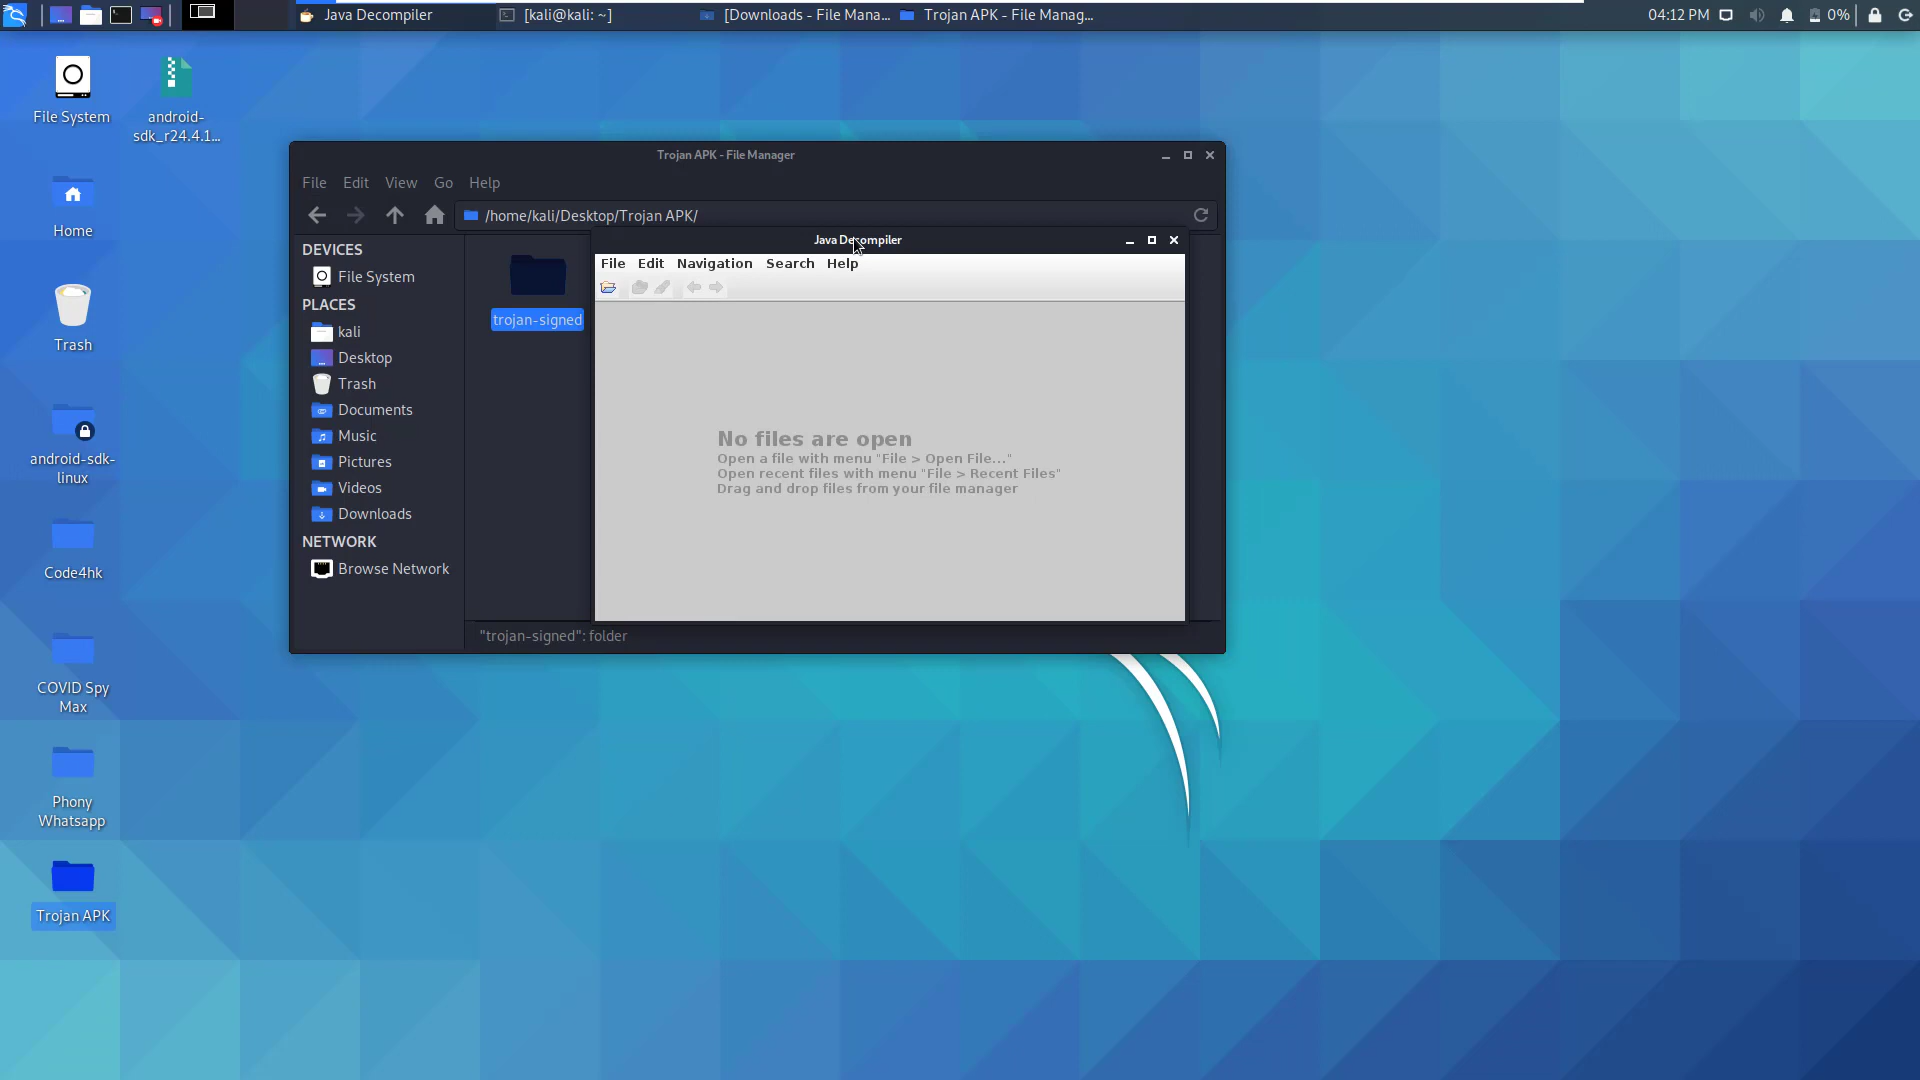 Java Decompiler
[kali@kali: ~]
[Downloads - File Mana...
Trojan APK - File Manag...
04:12 PM
0%
File System
android-
sdk_r24.4.1...
Home
Trash
android-sdk-
linux
Code4hk
COVID Spy
Max
Phony
Whatsapp
Trojan APK
Trojan APK - File Manager
File Edit View Go Help
/home/kali/Desktop/Trojan APK/
DEVICES
File System
PLACES
kali
Desktop
Trash
Documents
Music
Pictures
Videos
Downloads
NETWORK
Browse Network
trojan-signed
"trojan-signed": folder
Java Decompiler
File Edit Navigation Search Help
No files are open
Open a file with menu "File > Open File..."
Open recent files with menu "File > Recent Files"
Drag and drop files from your file manager